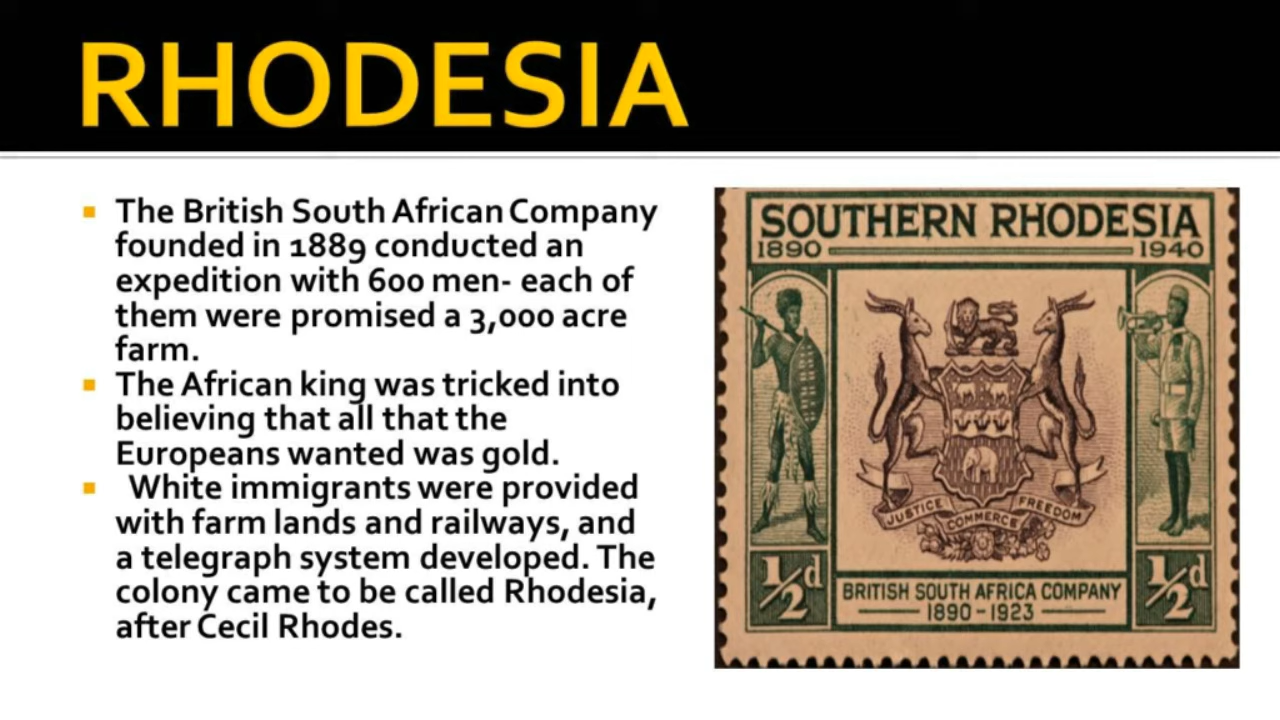 RHODESIA
The British South African Company
founded in 1889 conducted an
expedition with 600 men- each of
them were promised a 3,000 acre
farm.
The African king was tricked into
believing that all that the
Europeans wanted was gold.
White immigrants were provided
with farm lands and railways, and
a telegraph system developed. The
colony came to be called Rhodesia,
after Cecil Rhodes.
SOUTHERN RHODESIA
1890 1940
JUSTICE COMMERCE FREEDOM
½d ½d
BRITISH SOUTH AFRICA COMPANY
1890-1923